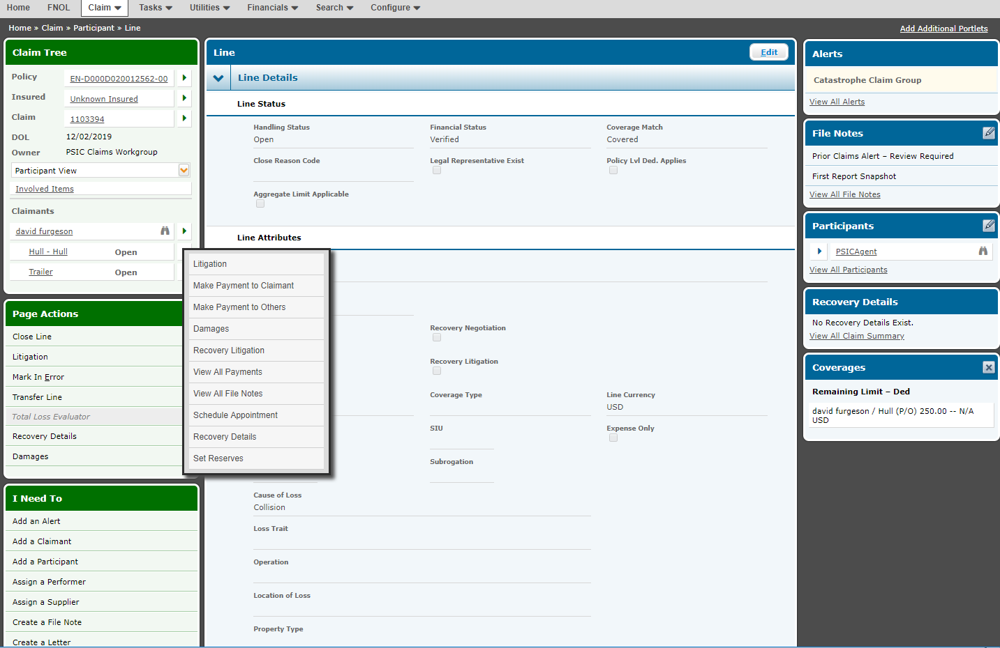 Home FNOL Claim Tasks Utilities Financials Search Configure
Home » Claim » Participant » Line
Add Additional Portlets
Claim Tree
Policy EN-D000D020012562-00
Insured Unknown Insured
Claim 1103394
DOL 12/02/2019
Owner PSIC Claims Workgroup
Participant View
Involved Items
Claimants
david furgeson
Hull - Hull Open
Trailer Open
Page Actions
Close Line
Litigation
Mark In Error
Transfer Line
Total Loss Evaluator
Recovery Details
Damages
I Need To
Add an Alert
Add a Claimant
Add a Participant
Assign a Performer
Assign a Supplier
Create a File Note
Create a Letter
Litigation
Make Payment to Claimant
Make Payment to Others
Damages
Recovery Litigation
View All Payments
View All File Notes
Schedule Appointment
Recovery Details
Set Reserves
Line Edit
Line Details
Line Status
Handling Status Financial Status Coverage Match
Open Verified Covered
Close Reason Code Legal Representative Exist Policy Lvl Ded. Applies
Aggregate Limit Applicable
Line Attributes
Recovery Negotiation
Recovery Litigation
Coverage Type Line Currency
USD
SIU Expense Only
Subrogation
Cause of Loss
Collision
Loss Trait
Operation
Location of Loss
Property Type
Alerts
Catastrophe Claim Group
View All Alerts
File Notes
Prior Claims Alert – Review Required
First Report Snapshot
View All File Notes
Participants
PSICAgent
View All Participants
Recovery Details
No Recovery Details Exist.
View All Claim Summary
Coverages
Remaining Limit – Ded
david furgeson / Hull (P/O) 250.00 -- N/A
USD